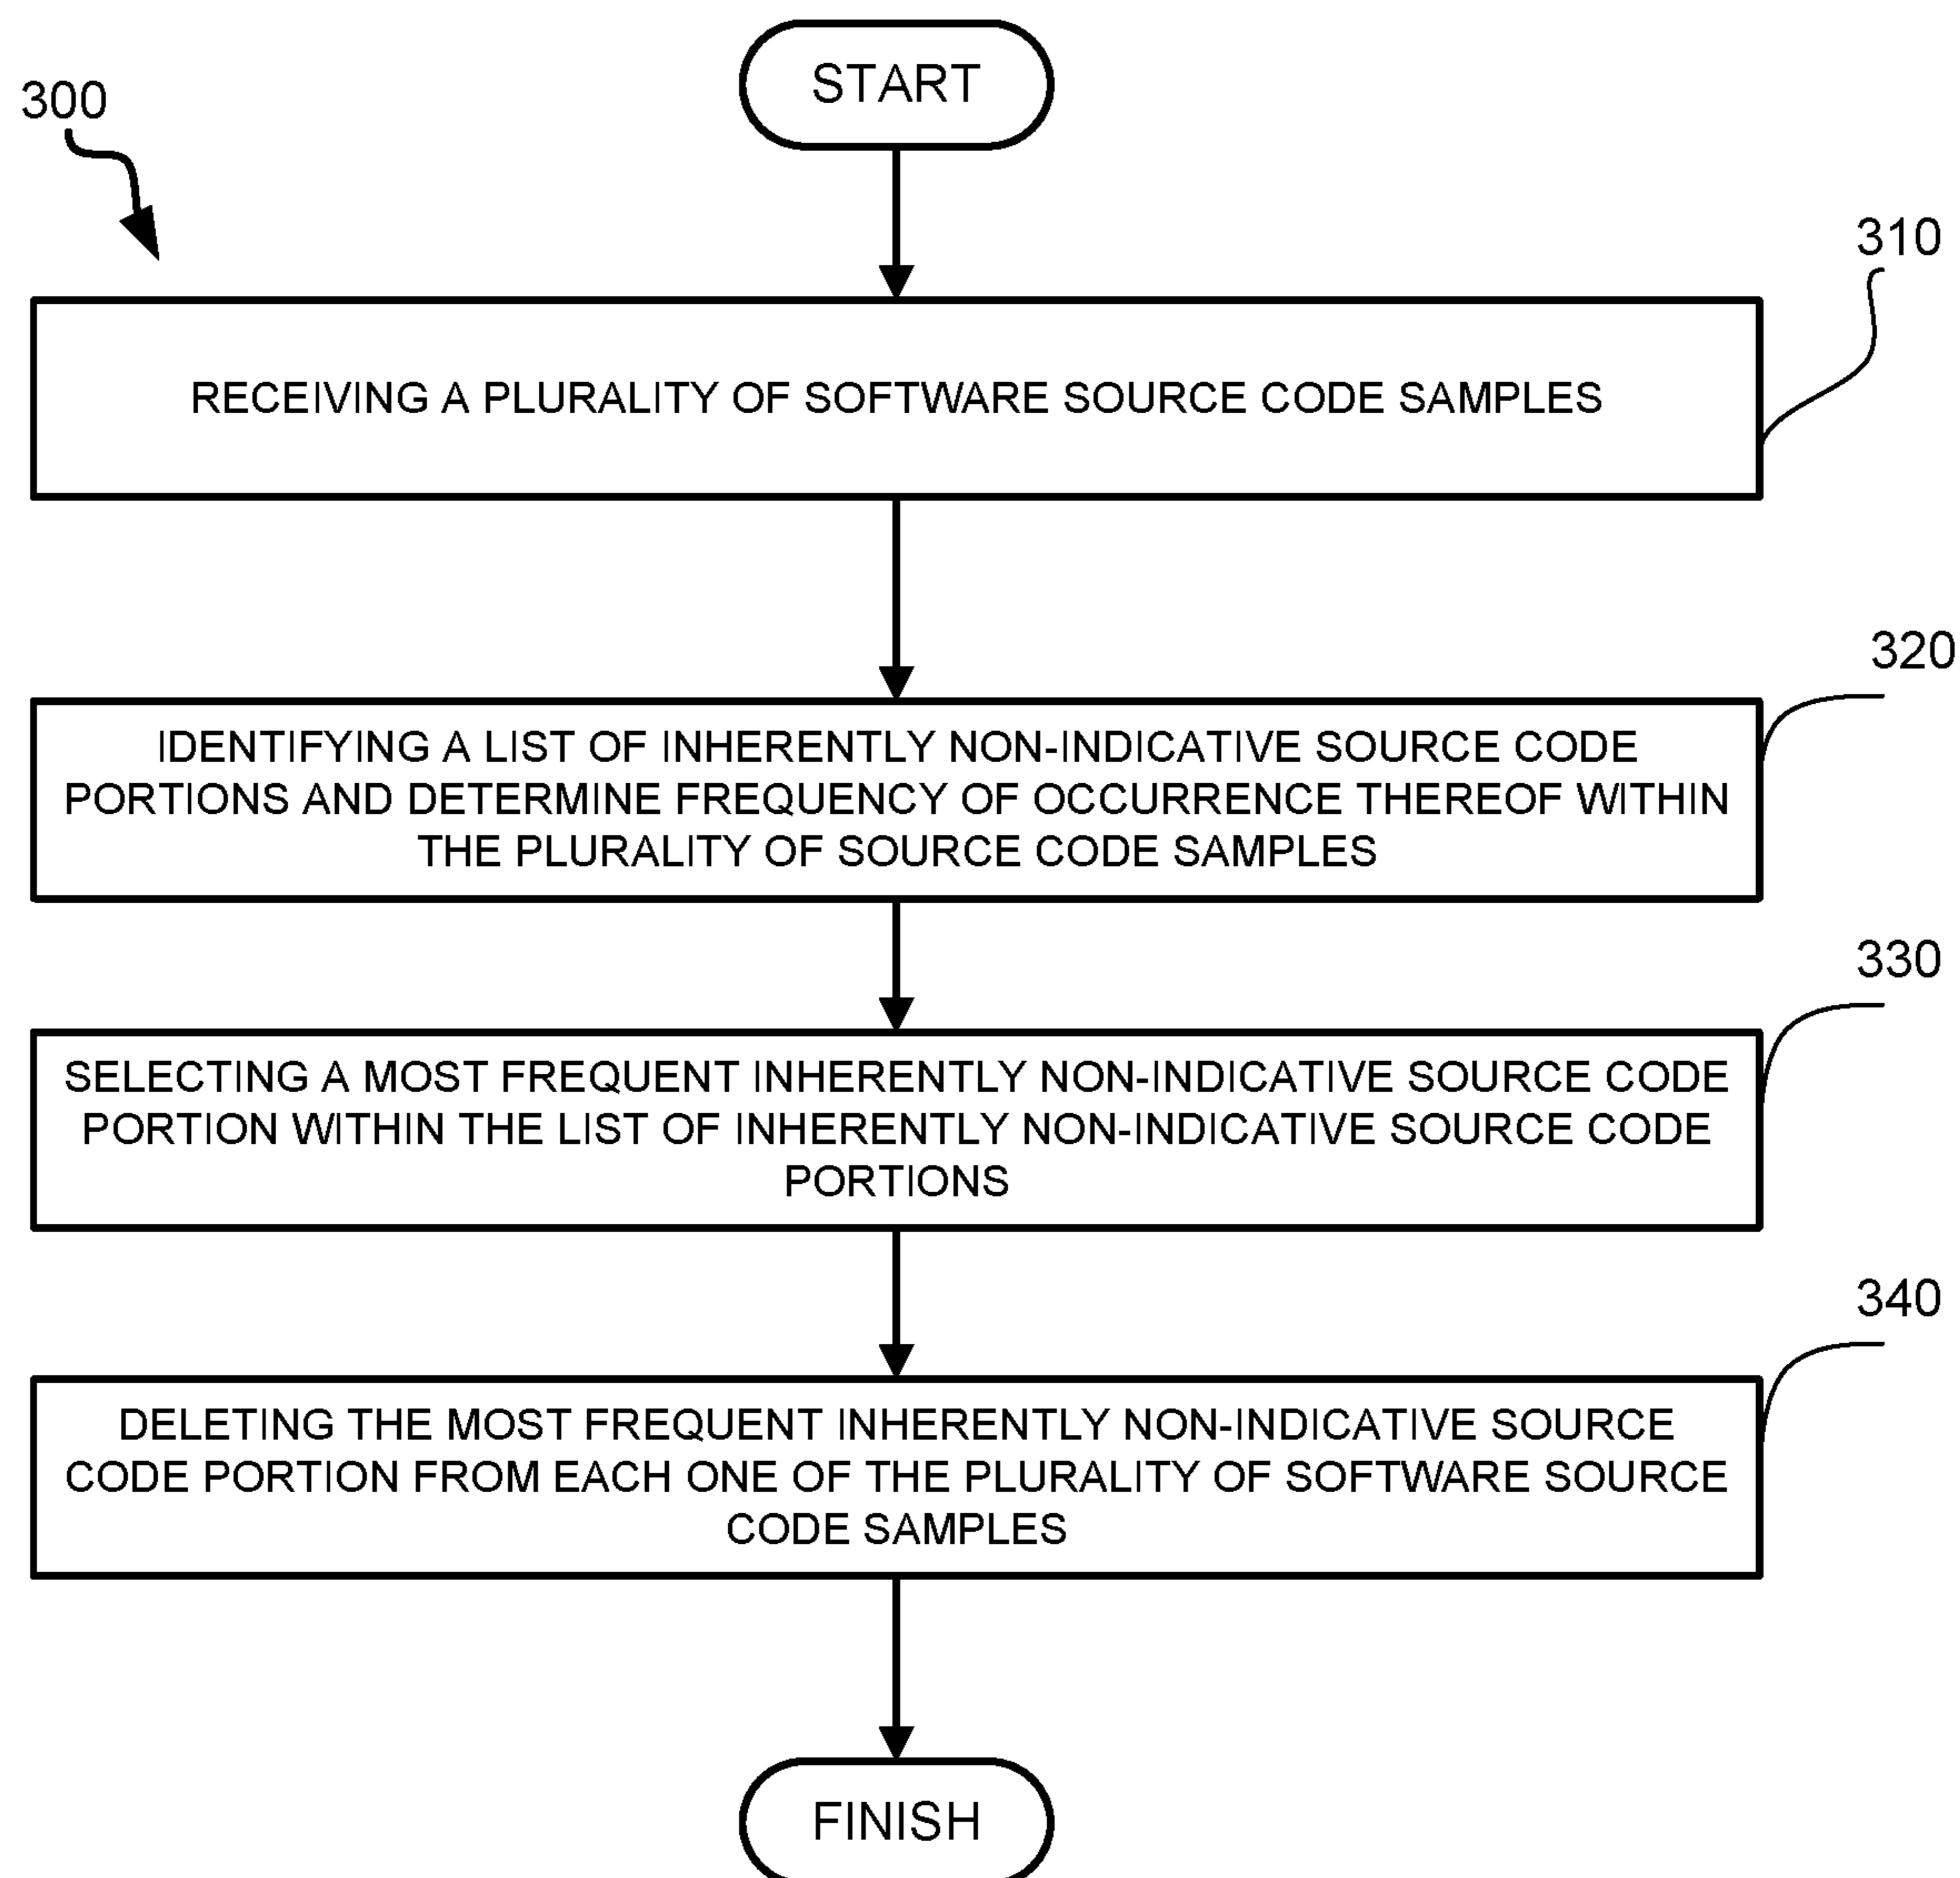 START
300
310
RECEIVING A PLURALITY OF SOFTWARE SOURCE CODE SAMPLES
320
IDENTIFYING A LIST OF INHERENTLY NON-INDICATIVE SOURCE CODE
PORTIONS AND DETERMINE FREQUENCY OF OCCURRENCE THEREOF WITHIN
THE PLURALITY OF SOURCE CODE SAMPLES
330
SELECTING A MOST FREQUENT INHERENTLY NON-INDICATIVE SOURCE CODE
PORTION WITHIN THE LIST OF INHERENTLY NON-INDICATIVE SOURCE CODE
PORTIONS
340
DELETING THE MOST FREQUENT INHERENTLY NON-INDICATIVE SOURCE
CODE PORTION FROM EACH ONE OF THE PLURALITY OF SOFTWARE SOURCE
CODE SAMPLES
FINISH